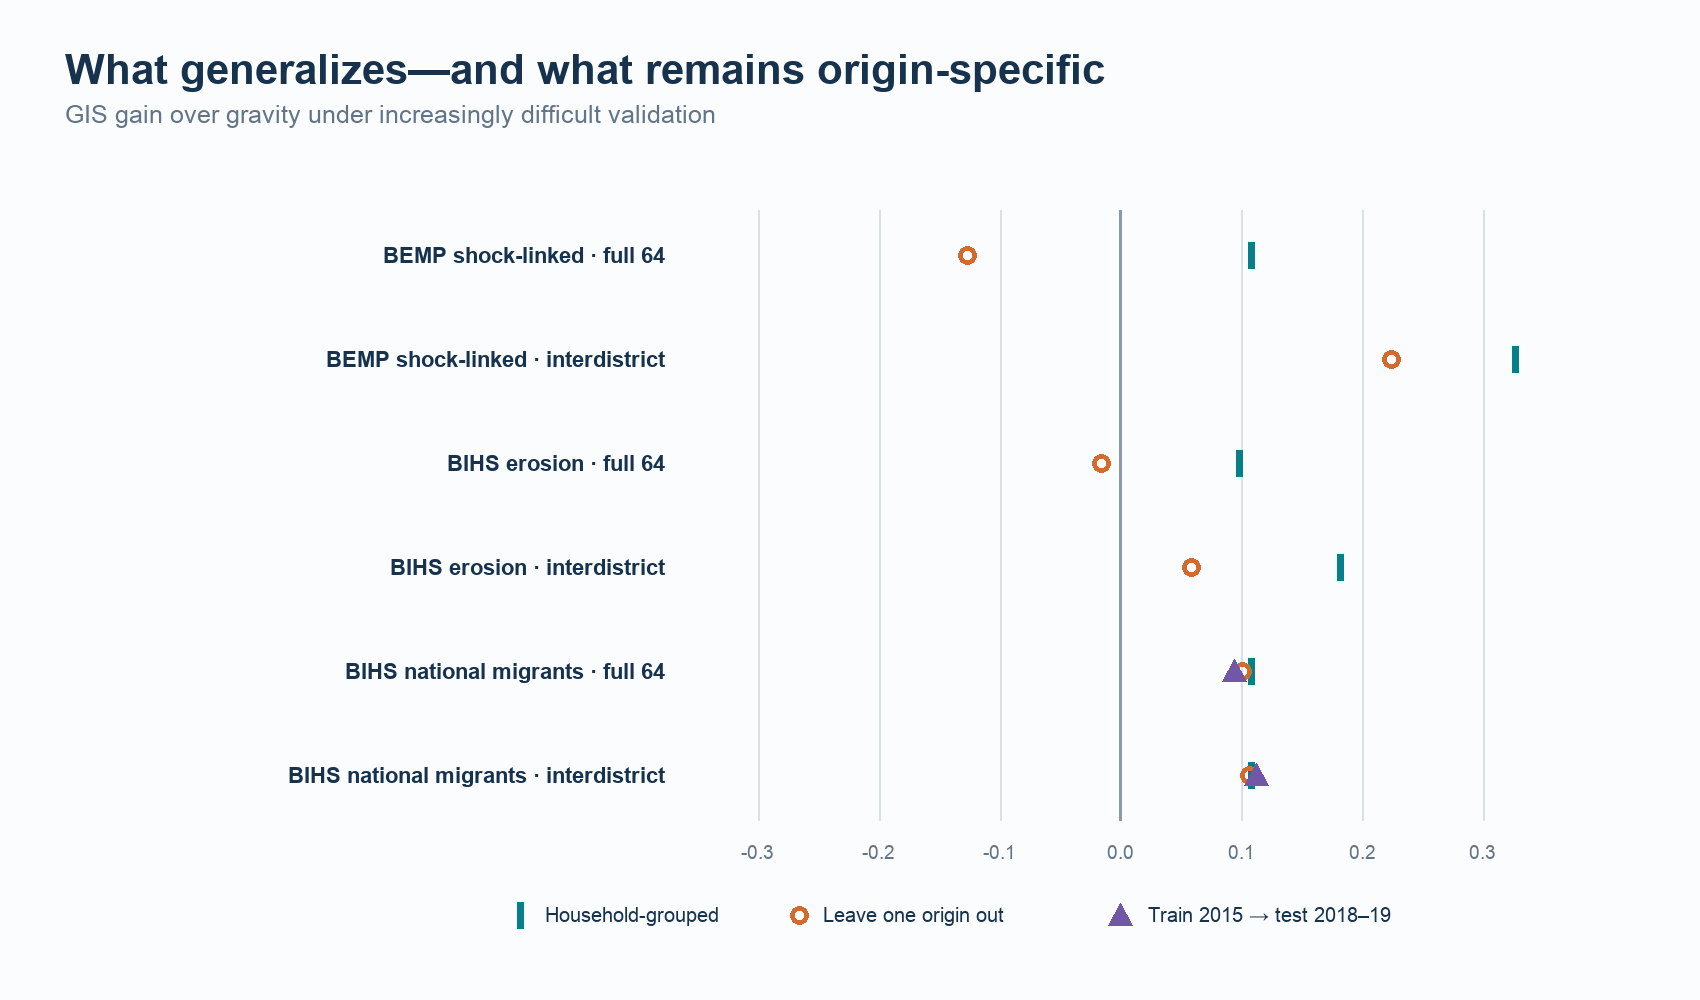 What generalizes—and what remains origin-specific
GIS gain over gravity under increasingly difficult validation
BEMP shock-linked · full 64
BEMP shock-linked · interdistrict
BIHS erosion · full 64
BIHS erosion · interdistrict
BIHS national migrants · full 64
BIHS national migrants · interdistrict
-0.3 -0.2 -0.1 0.0 0.1 0.2 0.3
Household-grouped Leave one origin out Train 2015 → test 2018–19